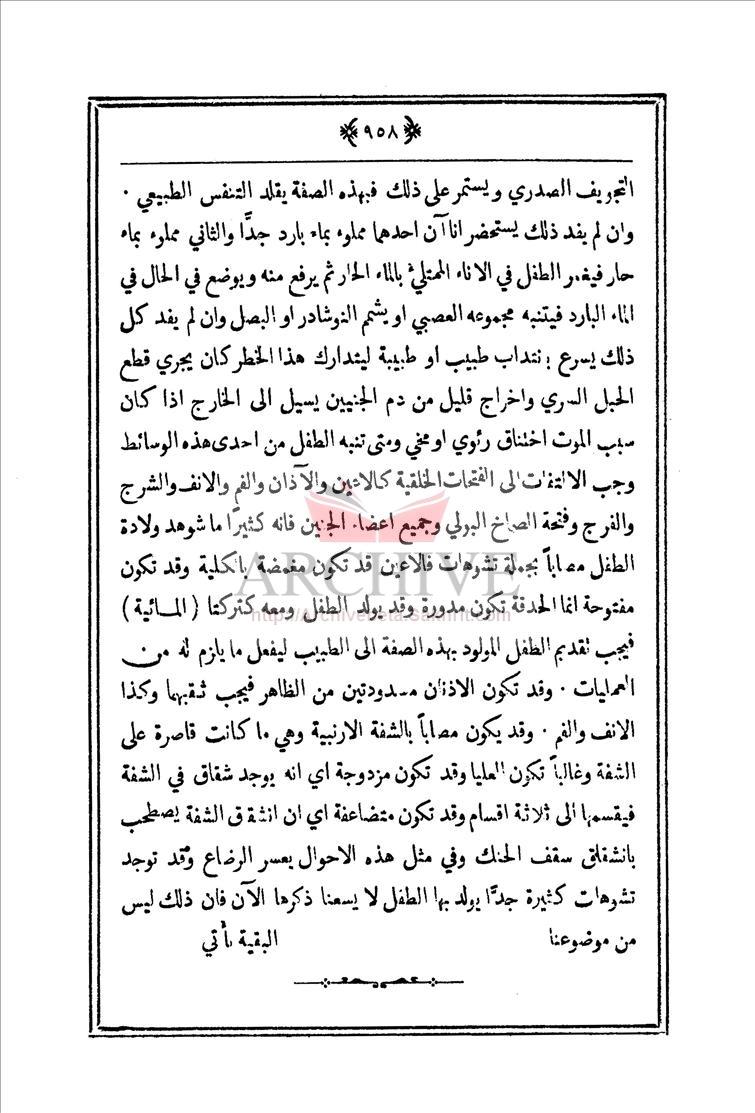 ﴿٩٥٨﴾
التجويف الصدري ويستمر على ذلك فبهذه الصفة يقلد التنفس الطبيعي ·
وان لم يفد ذلك يستحضر اناآن احدهما مملوء بماء بارد جدًّا والثاني مملوء بماء
حار فيغمر الطفل في الاناء الممتلئ بالماء الحار ثم يرفع منه ويوضع في الحال في
الماء البارد فيتنبه مجموعه العصبي او يشمم النوشادر او البصل وان لم يفد كل
ذلك يسرع بانتداب طبيب او طبيبة ليتدارك هذا الخطر كان يجري قطع
الحبل السري واخراج قليل من دم الجنين يسيل الى الخارج اذا كان
سبب الموت اختناق رئوي او مخي ومتى تنبه الطفل من احدى هذه الوسائط
وجب الالتفات الى الفتحات الخلقية كالاعين والآذان والفم والانف والشرج
والفرج وفتحة الصماخ البولي وجميع اعضاء الجنين فانه كثيرًا ما شوهد ولادة
الطفل مصاباً بجملة تشوهات فالاعين قد تكون مغمضة بالكلية وقد تكون
مفتوحة انما الحدقة تكون مدورة وقد يولد الطفل ومعه كتركتا ( المائية )
فيجب تقديم الطفل المولود بهذه الصفة الى الطبيب ليفعل ما يلزم له من
العمليات · وقد تكون الاذنان مسدودتين من الظاهر فيجب ثقبهما وكذا
الانف والفم · وقد يكون مصاباً بالشفة الارنبية وهي ما كانت قاصرة على
الشفة وغالباً تكون العليا وقد تكون مزدوجة اي انه يوجد شقاق في الشفة
فيقسمها الى ثلاثة اقسام وقد تكون متضاعفة اي ان انشقاق الشفة يصطحب
بانشقاق سقف الحنك وفي مثل هذه الاحوال يعسر الرضاع وقد توجد
تشوهات كثيرة جدًّا يولد بها الطفل لا يسعنا ذكرها الآن فان ذلك ليس
من موضوعنا البقية تأتي
ARCHIVE
http://Archivebeta.Sakhrit.com